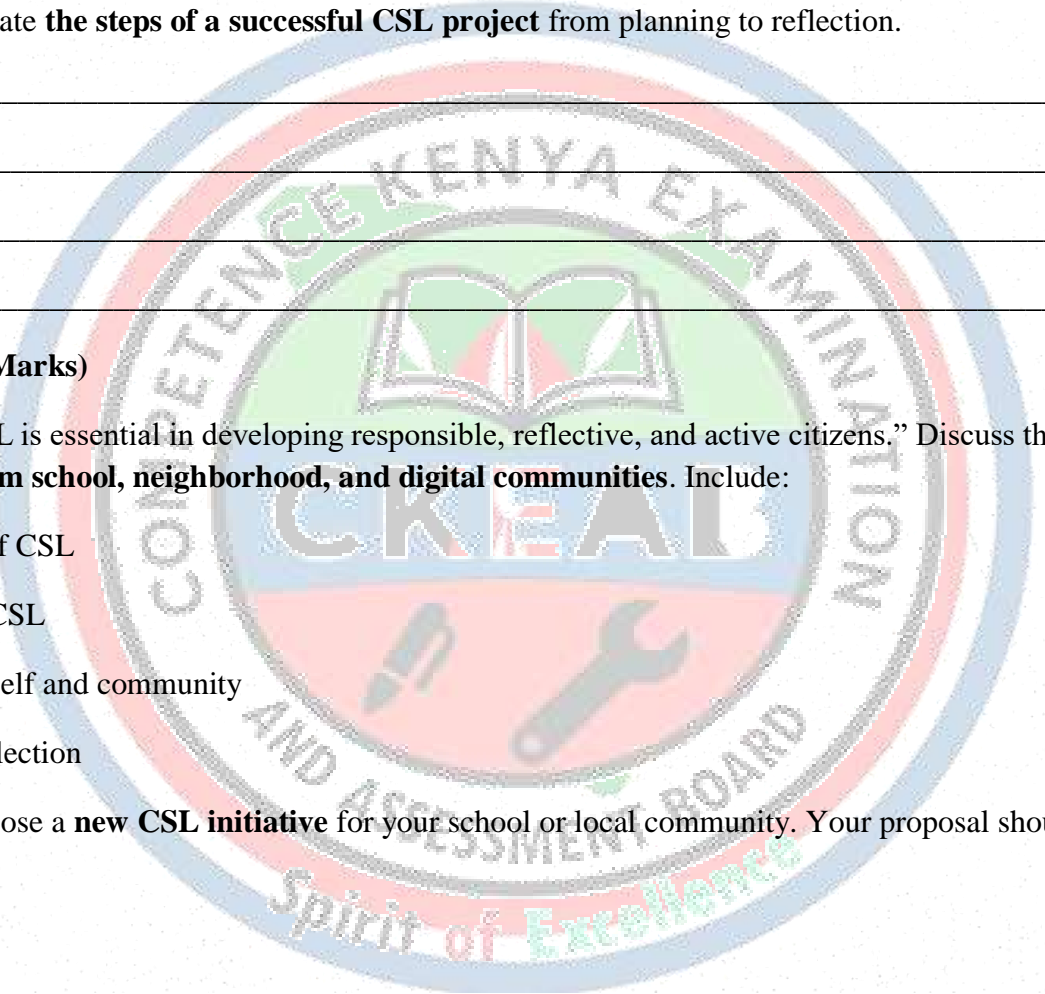 ate the steps of a successful CSL project from planning to reflection.
Marks)
L is essential in developing responsible, reflective, and active citizens.” Discuss th
m school, neighborhood, and digital communities. Include:
f CSL
CSL
elf and community
lection
ose a new CSL initiative for your school or local community. Your proposal shou
COMPETENCE KENYA EXAMINATION
AND ASSESSMENT BOARD
CKEAB
Spirit of Excellence